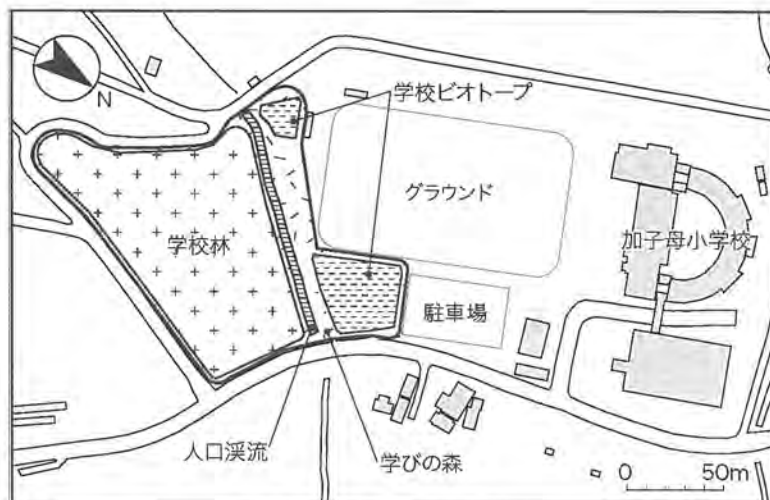 N
学校ビオトープ
グラウンド
学校林
加子母小学校
駐車場
人口渓流
学びの森
0 50m